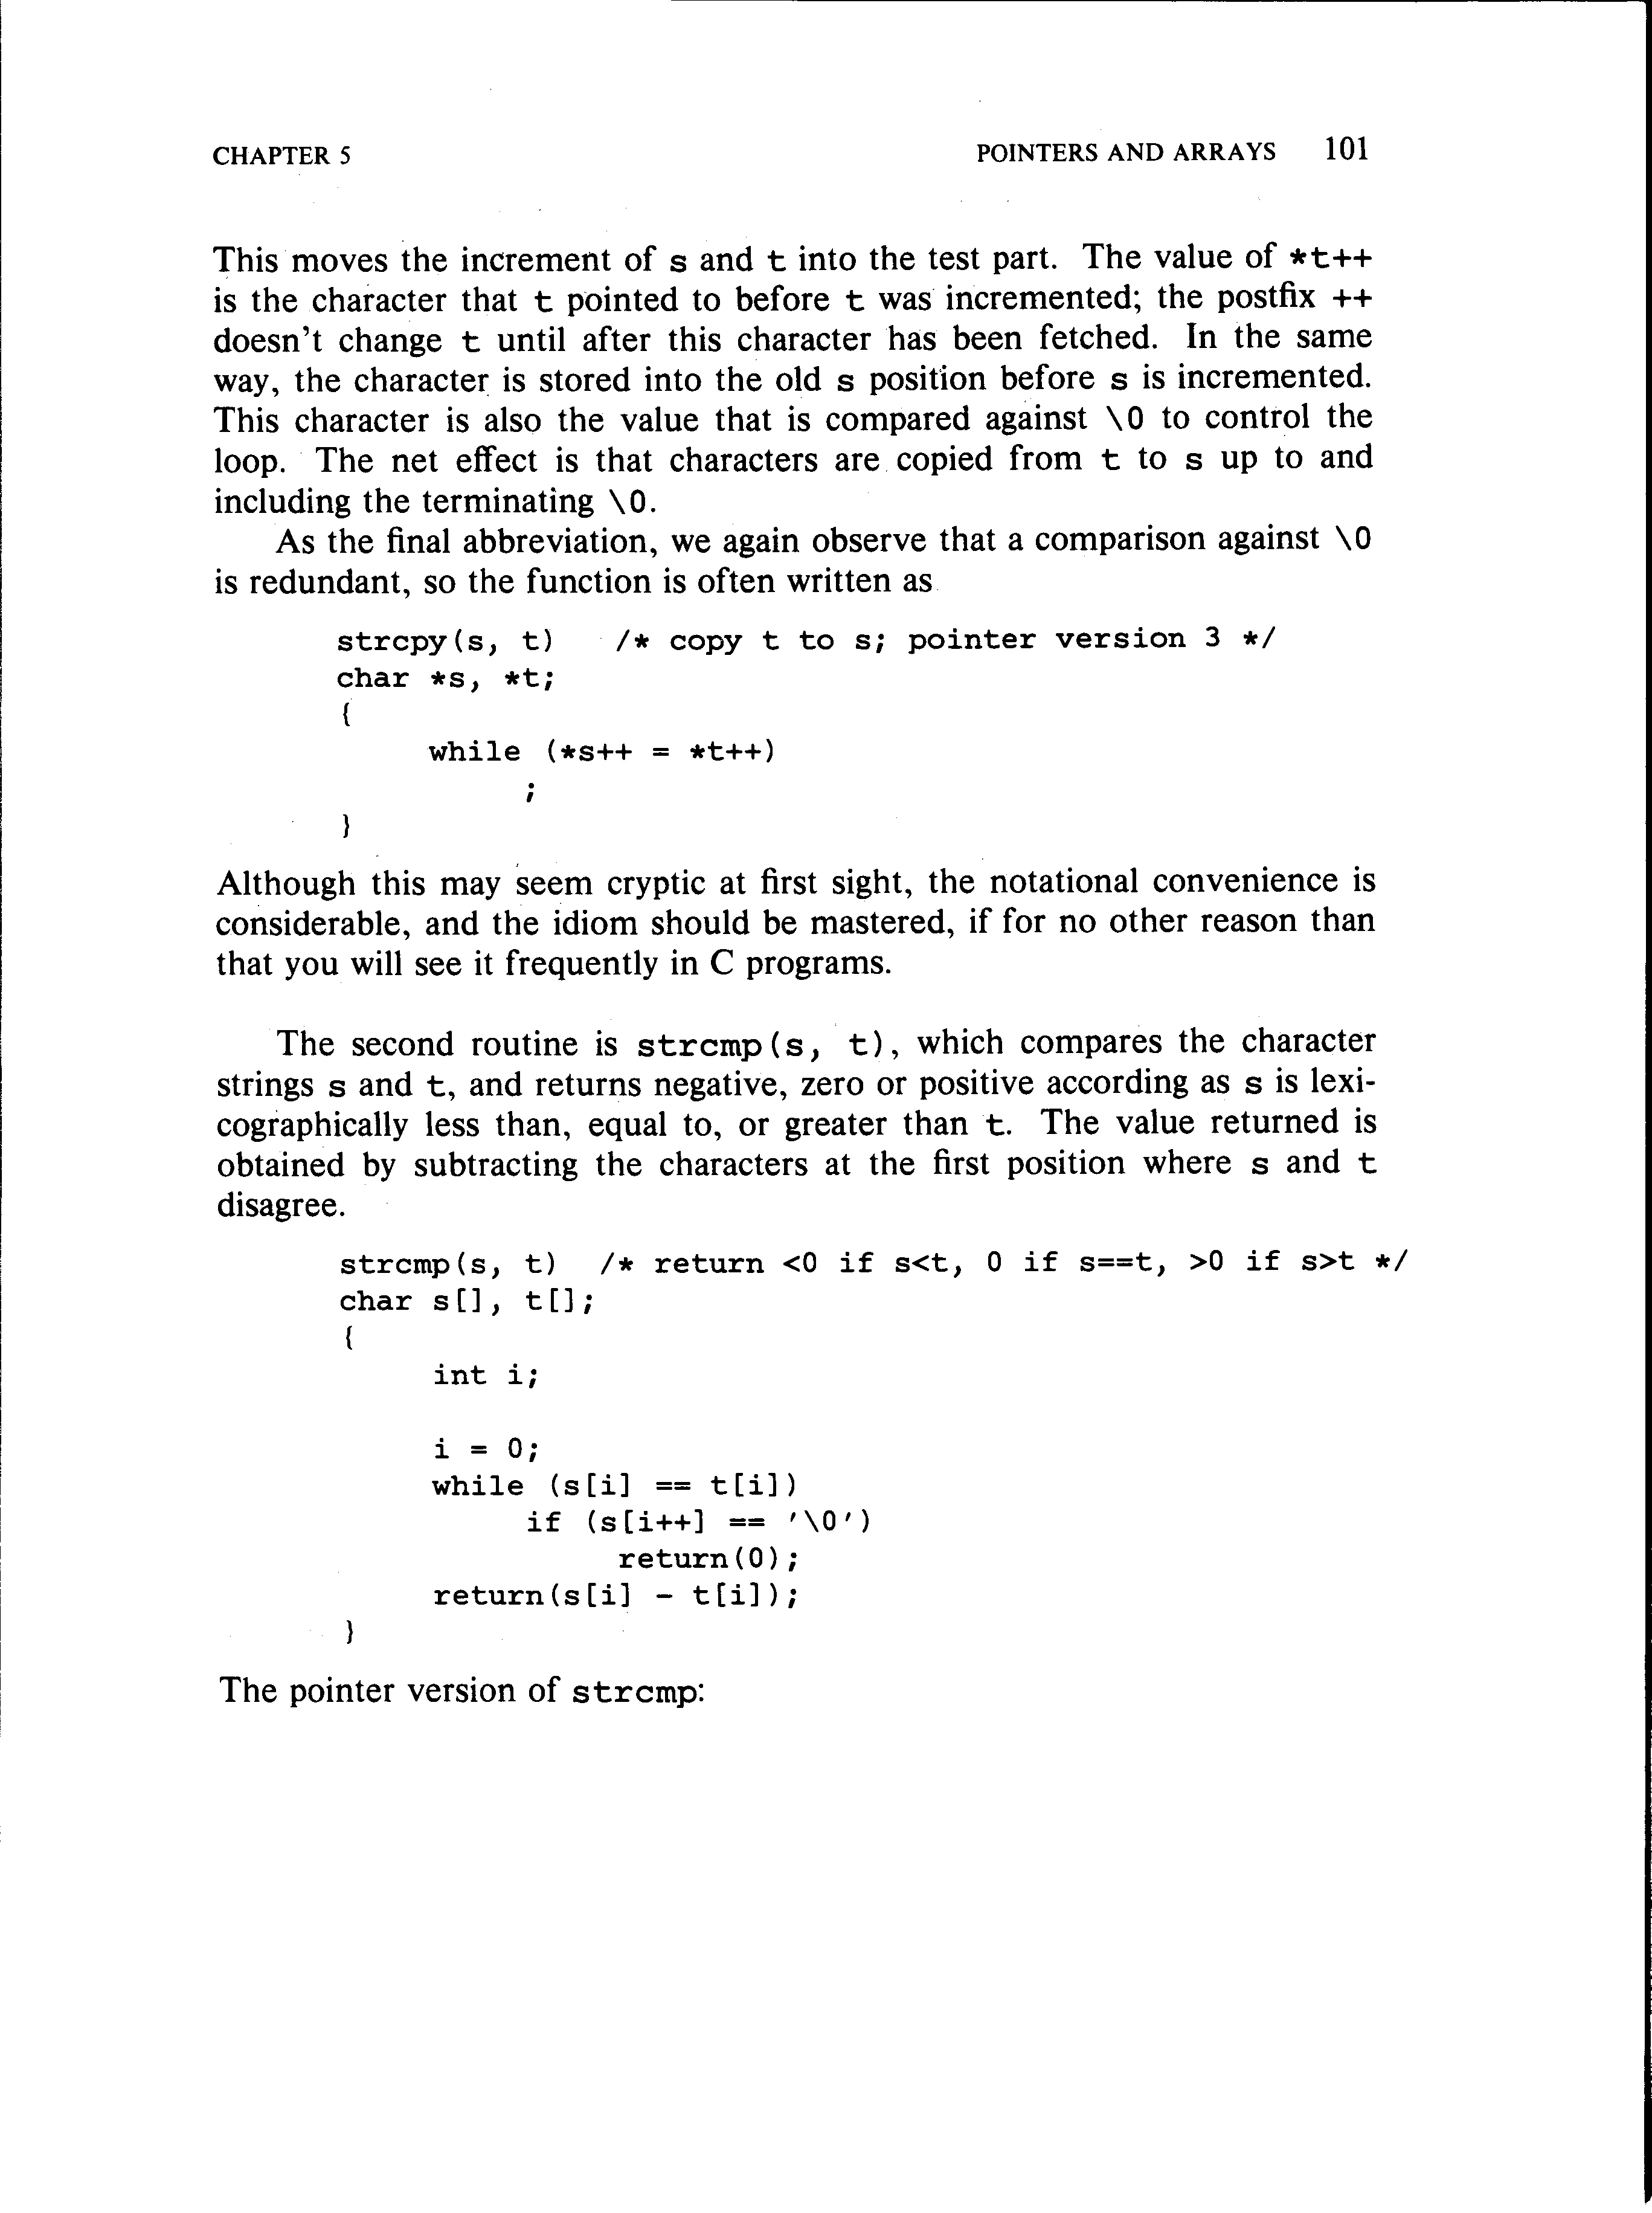 CHAPTER 5 POINTERS AND ARRAYS 101
This moves the increment of s and t into the test part. The value of *t++
is the character that t pointed to before t was incremented; the postfix ++
doesn't change t until after this character has been fetched. In the same
way, the character is stored into the old s position before s is incremented.
This character is also the value that is compared against \0 to control the
loop. The net effect is that characters are copied from t to s up to and
including the terminating \0.
As the final abbreviation, we again observe that a comparison against \0
is redundant, so the function is often written as
strcpy(s, t) /* copy t to s; pointer version 3 */
char *s, *t;
{
while (*s++ = *t++)
;
}
Although this may seem cryptic at first sight, the notational convenience is
considerable, and the idiom should be mastered, if for no other reason than
that you will see it frequently in C programs.
The second routine is strcmp(s, t), which compares the character
strings s and t, and returns negative, zero or positive according as s is lexi-
cographically less than, equal to, or greater than t. The value returned is
obtained by subtracting the characters at the first position where s and t
disagree.
strcmp(s, t) /* return <0 if s<t, 0 if s==t, >0 if s>t */
char s[], t[];
{
int i;
i = 0;
while (s[i] == t[i])
if (s[i++] == '\0')
return(0);
return(s[i] - t[i]);
}
The pointer version of strcmp: